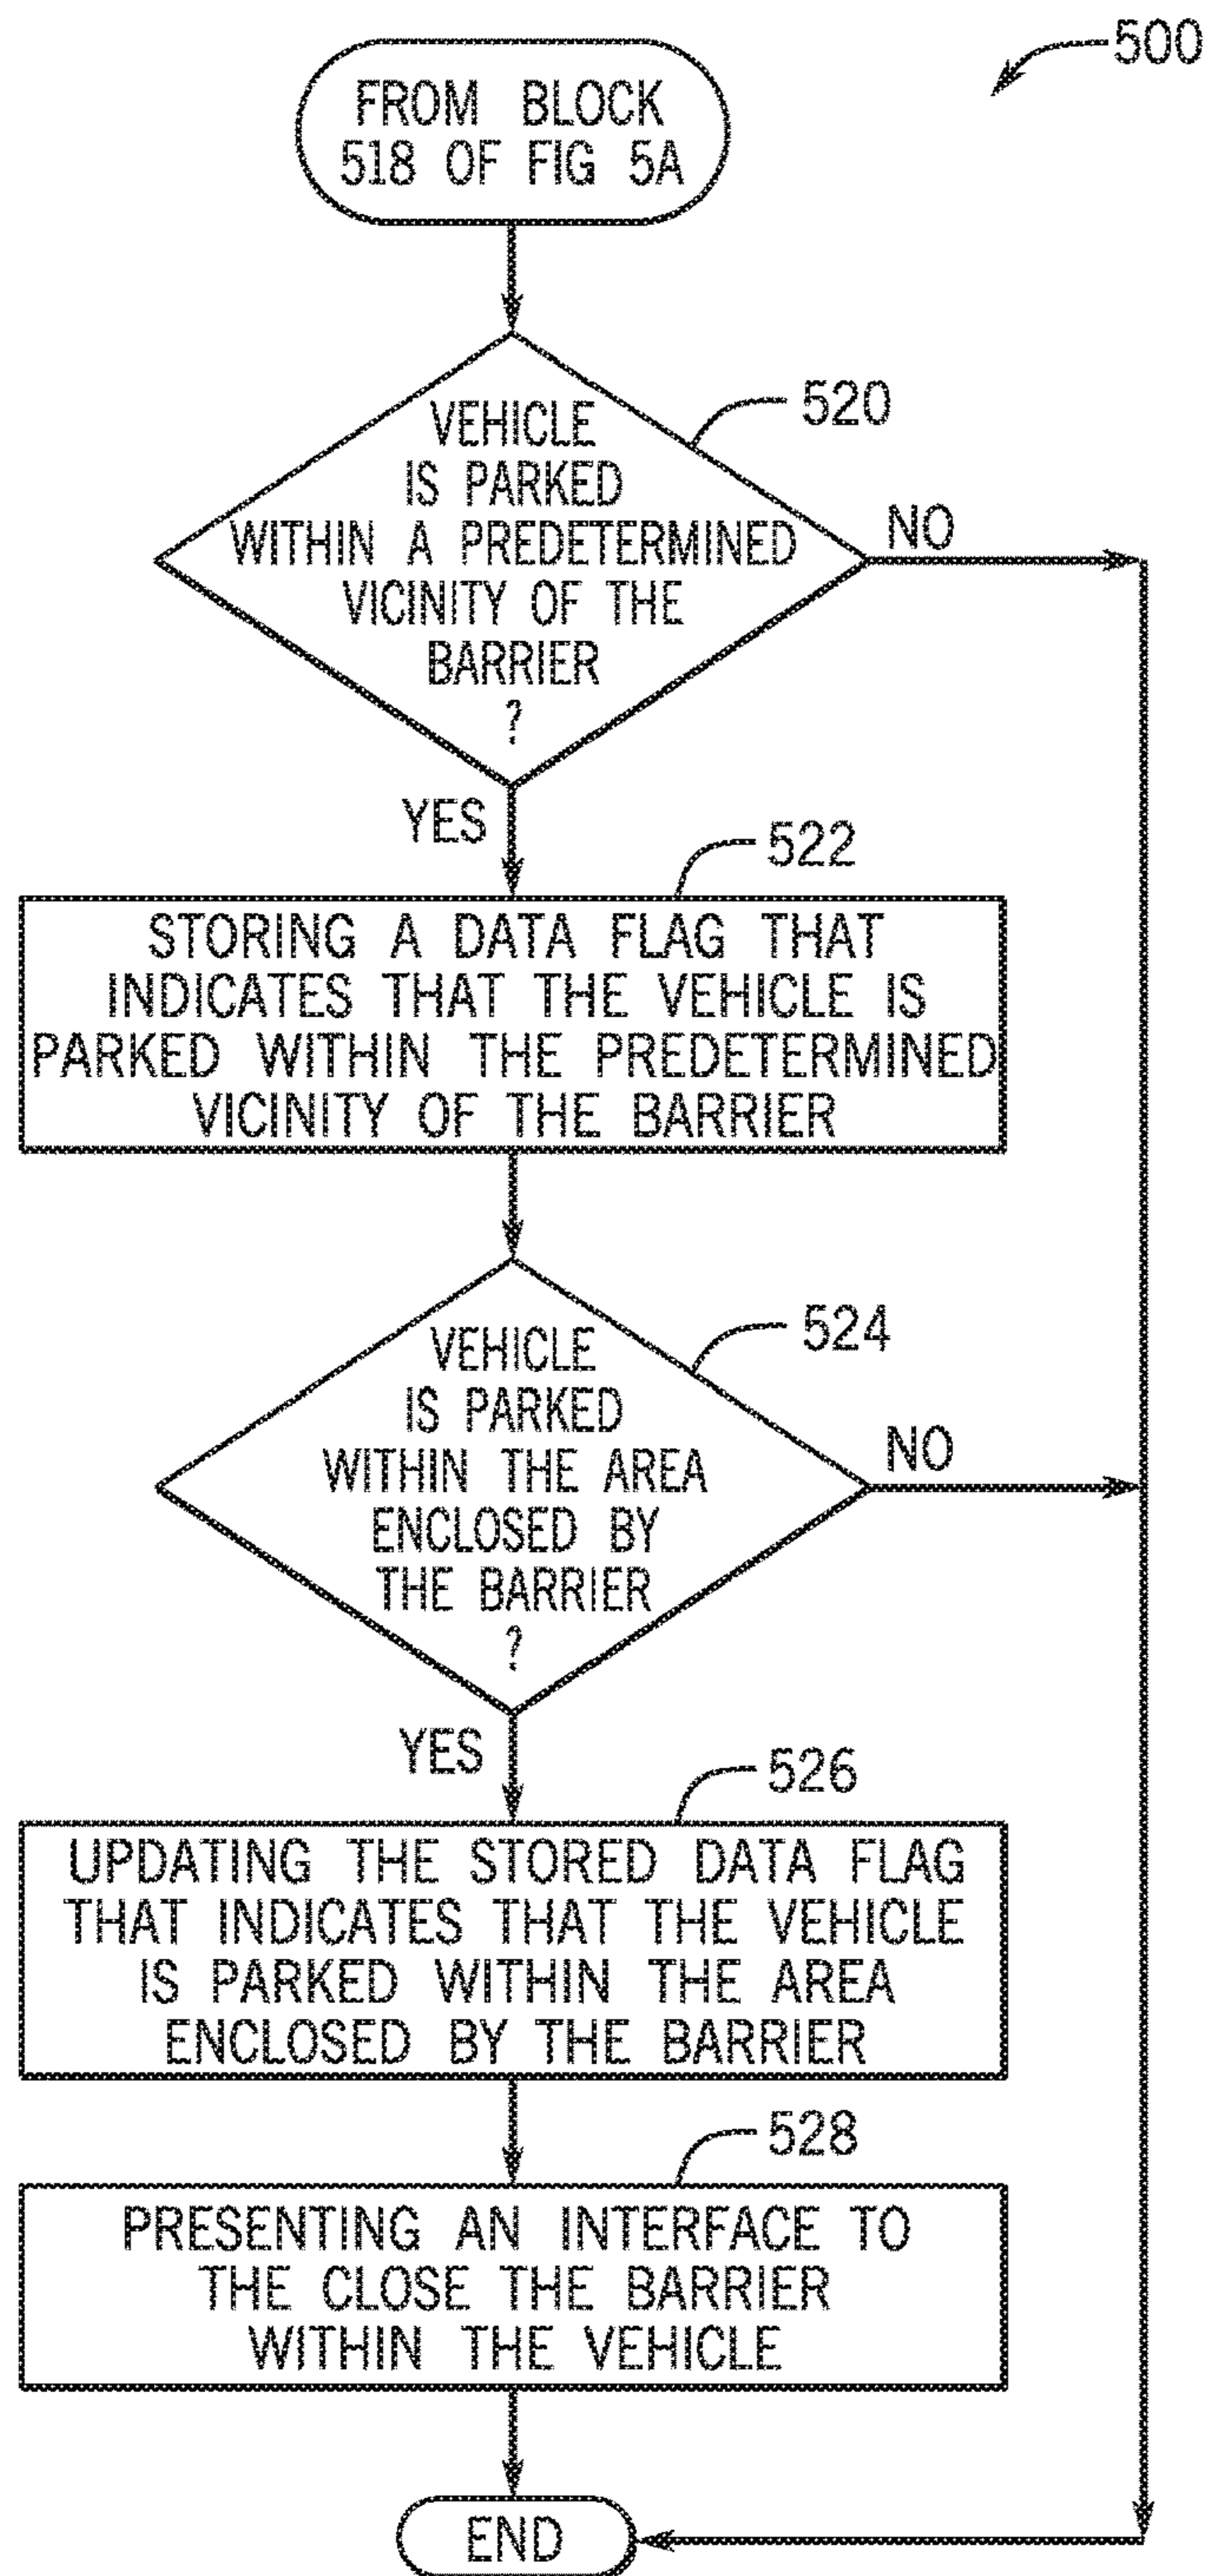 500
FROM BLOCK
518 OF FIG 5A
520
VEHICLE
IS PARKED
WITHIN A PREDETERMINED
VICINITY OF THE
BARRIER
?
NO
YES
522
STORING A DATA FLAG THAT
INDICATES THAT THE VEHICLE IS
PARKED WITHIN THE PREDETERMINED
VICINITY OF THE BARRIER
524
VEHICLE
IS PARKED
WITHIN THE AREA
ENCLOSED BY
THE BARRIER
?
NO
YES
526
UPDATING THE STORED DATA FLAG
THAT INDICATES THAT THE VEHICLE
IS PARKED WITHIN THE AREA
ENCLOSED BY THE BARRIER
528
PRESENTING AN INTERFACE TO
THE CLOSE THE BARRIER
WITHIN THE VEHICLE
END